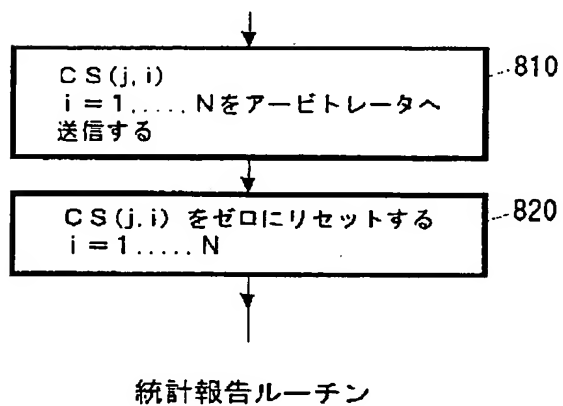 CS(j,i)
i=1.....Nをアービトレータへ
送信する
810
CS(j,i)をゼロにリセットする
i=1.....N
820
統計報告ルーチン